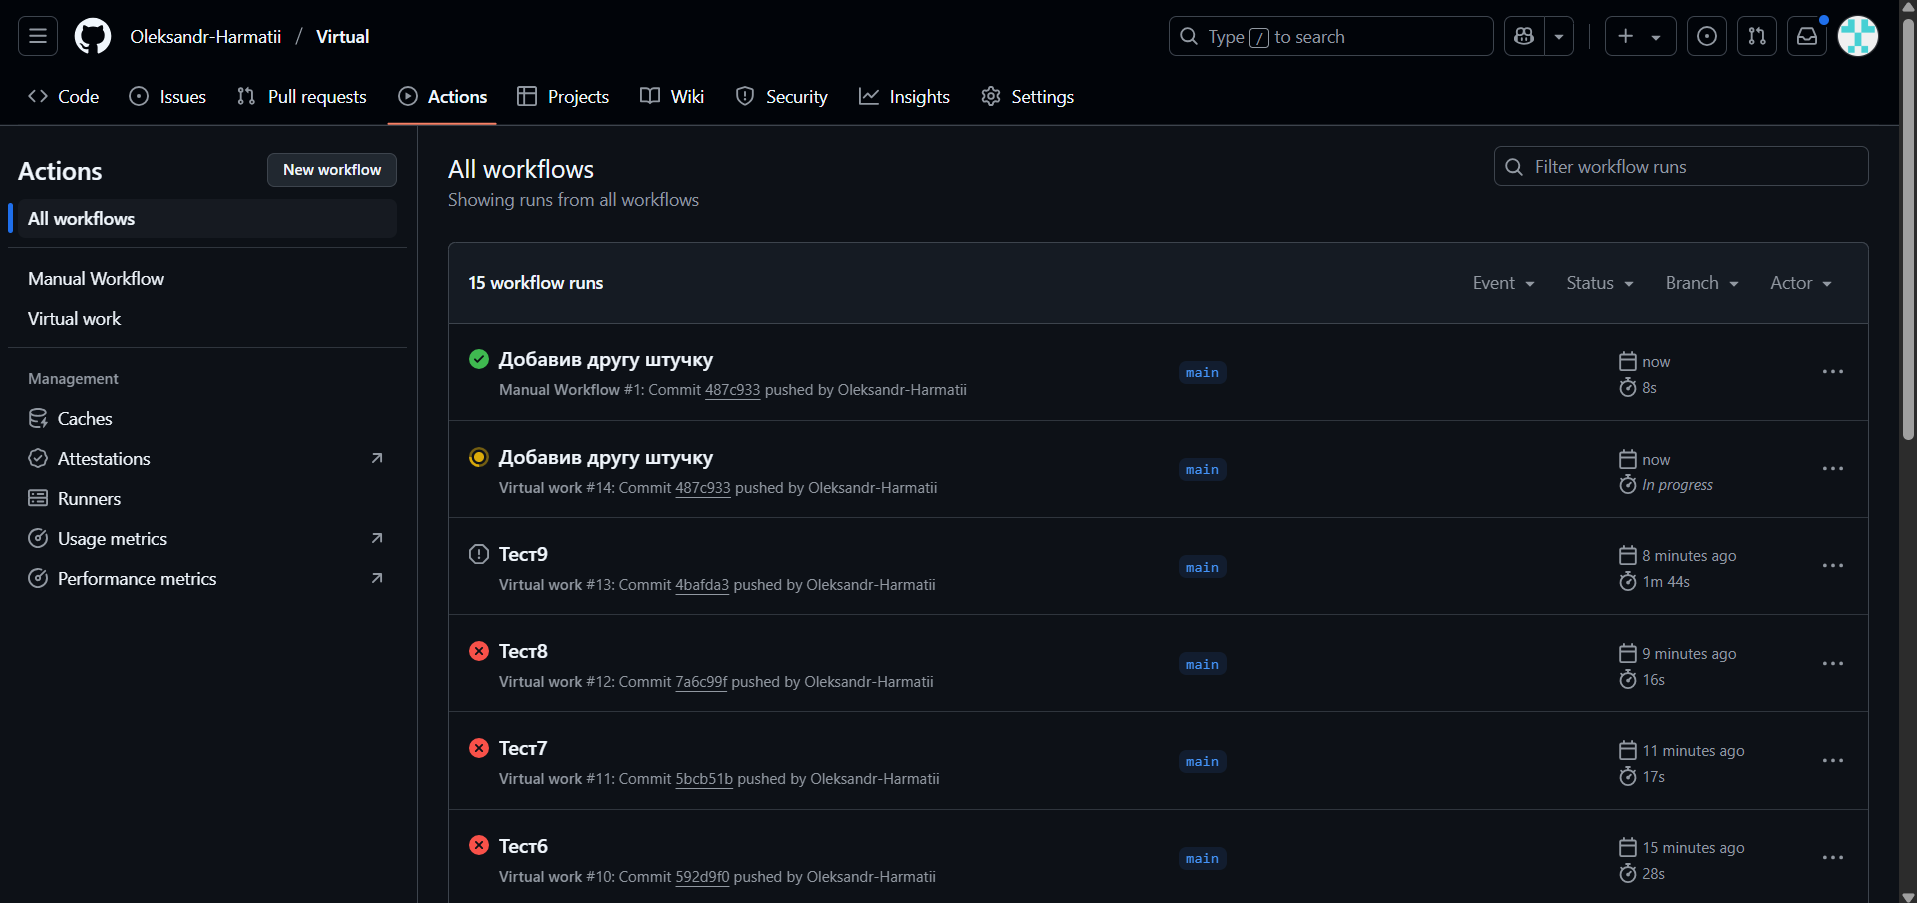 Oleksandr-Harmatii / Virtual
Type / to search
Code Issues Pull requests Actions Projects Wiki Security Insights Settings
Actions
New workflow
All workflows
Manual Workflow
Virtual work
Management
Caches
Attestations
Runners
Usage metrics
Performance metrics
All workflows
Showing runs from all workflows
Filter workflow runs
15 workflow runs
Event Status Branch Actor
Добавив другу штучку
Manual Workflow #1: Commit 487c933 pushed by Oleksandr-Harmatii
main
now
8s
Добавив другу штучку
Virtual work #14: Commit 487c933 pushed by Oleksandr-Harmatii
main
now
In progress
Тест9
Virtual work #13: Commit 4bafda3 pushed by Oleksandr-Harmatii
main
8 minutes ago
1m 44s
Тест8
Virtual work #12: Commit 7a6c99f pushed by Oleksandr-Harmatii
main
9 minutes ago
16s
Тест7
Virtual work #11: Commit 5bcb51b pushed by Oleksandr-Harmatii
main
11 minutes ago
17s
Тест6
Virtual work #10: Commit 592d9f0 pushed by Oleksandr-Harmatii
main
15 minutes ago
28s